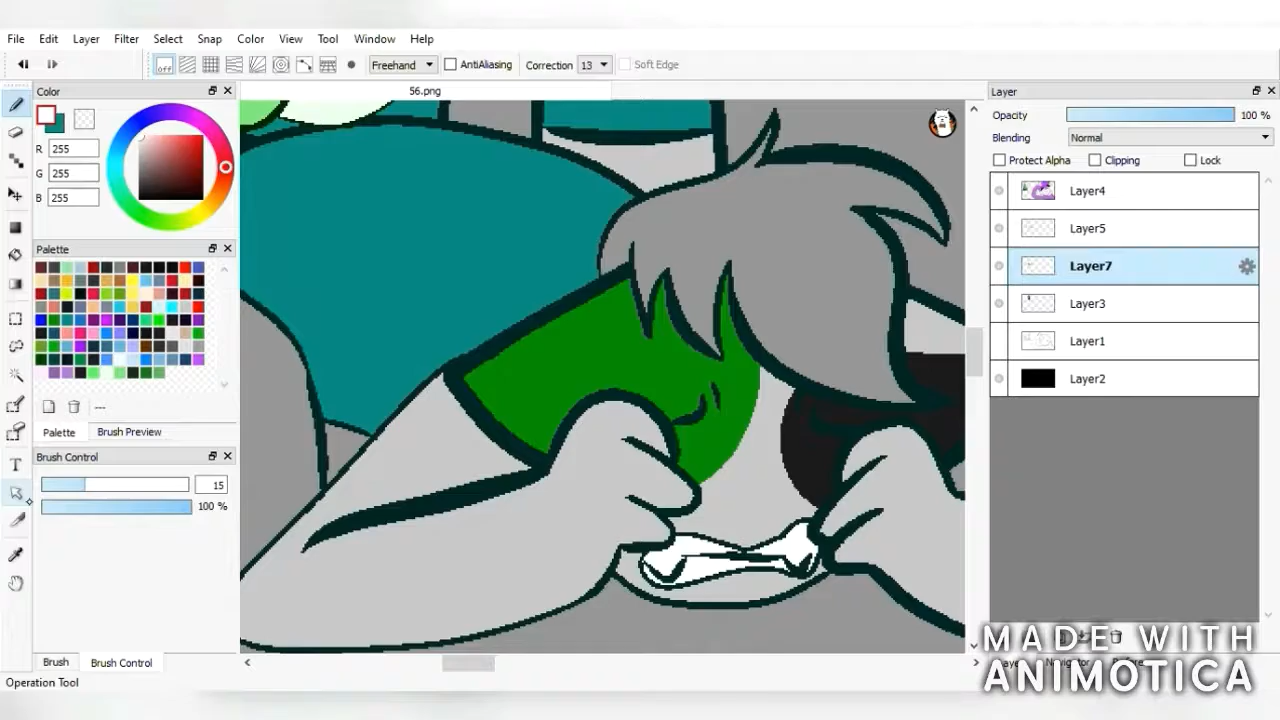 File Edit Layer Filter Select Snap Color View Tool Window Help
off Freehand AntiAliasing Correction 13 Soft Edge
Color
56.png
Layer
R 255
G 255
B 255
Opacity 100 %
Blending Normal
Protect Alpha Clipping Lock
Layer4
Layer5
Layer7
Layer3
Layer1
Layer2
Palette
---
Palette Brush Preview
Brush Control
15
100 %
Brush Brush Control
Operation Tool
MADE WITH
ANIMOTICA